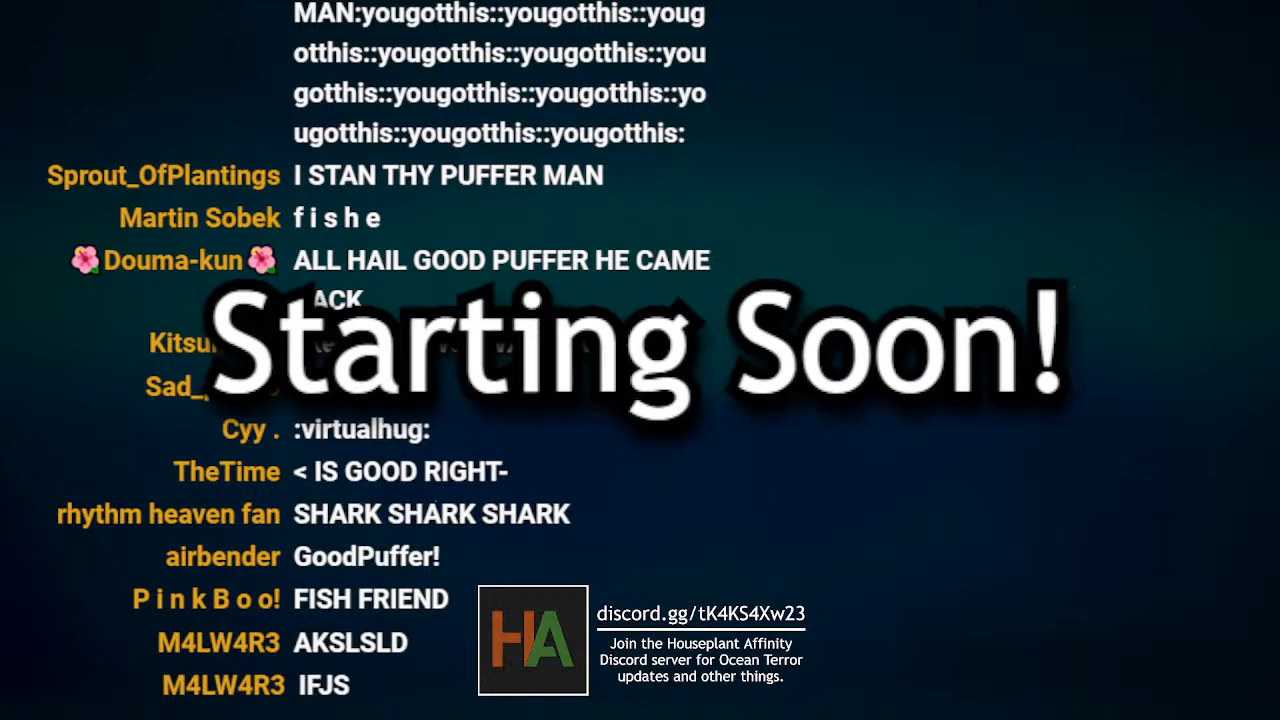 MAN:yougotthis::yougotthis::youg
otthis::yougotthis::yougotthis::you
gotthis::yougotthis::yougotthis::yo
ugotthis::yougotthis::yougotthis:
Sprout_OfPlantings I STAN THY PUFFER MAN
Martin Sobek f i s h e
🌺Douma-kun🌺 ALL HAIL GOOD PUFFER HE CAME
ACK
Starting Soon!
Cyy . :virtualhug:
TheTime < IS GOOD RIGHT-
rhythm heaven fan SHARK SHARK SHARK
airbender GoodPuffer!
P i n k B o o! FISH FRIEND
M4LW4R3 AKSLSLD
M4LW4R3 IFJS
HA
discord.gg/tK4KS4Xw23
Join the Houseplant Affinity
Discord server for Ocean Terror
updates and other things.